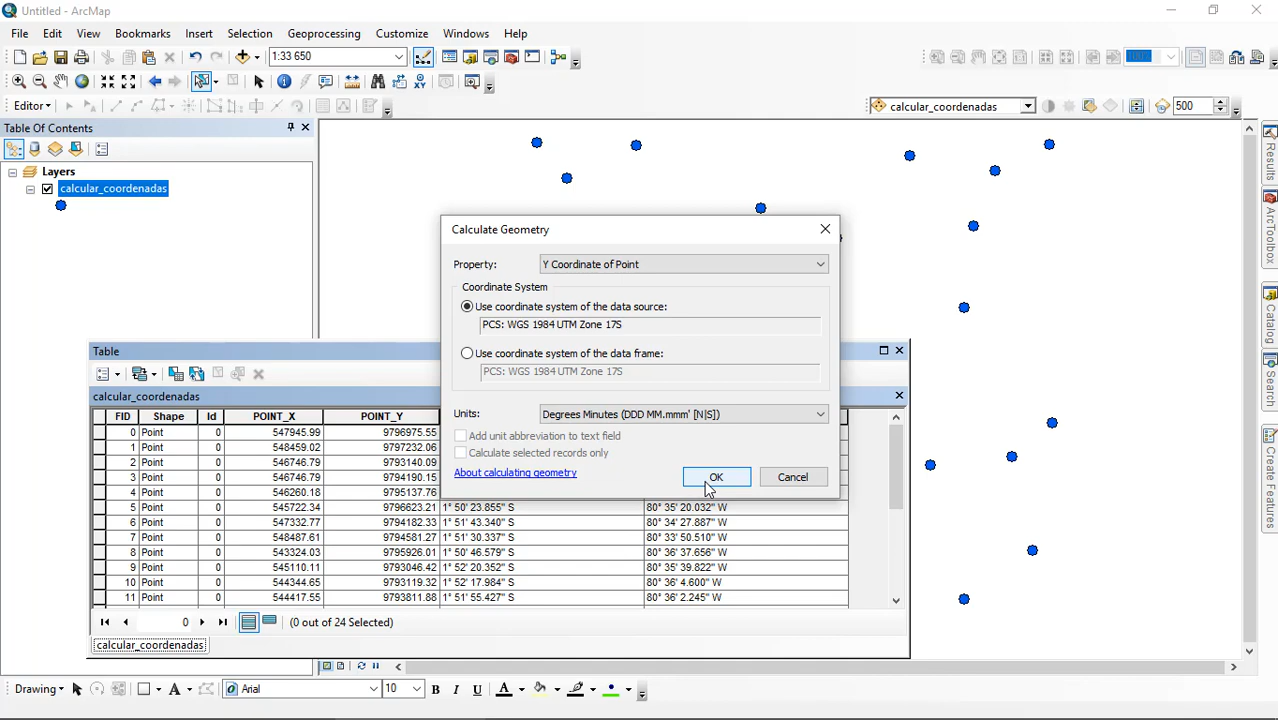 Untitled - ArcMap
File Edit View Bookmarks Insert Selection Geoprocessing Customize Windows Help
1:33 650
Editor
calcular_coordenadas
500
Table Of Contents
Layers
calcular_coordenadas
Results
ArcToolbox
Catalog
Search
Create Features
Calculate Geometry
Property: Y Coordinate of Point
Coordinate System
Use coordinate system of the data source:
PCS: WGS 1984 UTM Zone 17S
Use coordinate system of the data frame:
PCS: WGS 1984 UTM Zone 17S
Units: Degrees Minutes (DDD MM.mmm' [N|S])
Add unit abbreviation to text field
Calculate selected records only
About calculating geometry
OK Cancel
Table
calcular_coordenadas
FID Shape Id POINT_X POINT_Y
0 Point 0 547945.99 9796975.55
1 Point 0 548459.02 9797232.06
2 Point 0 546746.79 9793140.09
3 Point 0 546746.79 9794190.15
4 Point 0 546260.18 9795137.76
5 Point 0 545722.34 9796623.21 1° 50' 23.855" S 80° 35' 20.032" W
6 Point 0 547332.77 9794182.33 1° 51' 43.340" S 80° 34' 27.887" W
7 Point 0 548487.61 9794581.27 1° 51' 30.337" S 80° 33' 50.510" W
8 Point 0 543324.03 9795926.01 1° 50' 46.579" S 80° 36' 37.656" W
9 Point 0 545110.11 9793046.42 1° 52' 20.352" S 80° 35' 39.822" W
10 Point 0 544344.65 9793119.32 1° 52' 17.984" S 80° 36' 4.600" W
11 Point 0 544417.55 9793811.88 1° 51' 55.427" S 80° 36' 2.245" W
0 (0 out of 24 Selected)
calcular_coordenadas
Drawing A Arial 10 B I U A